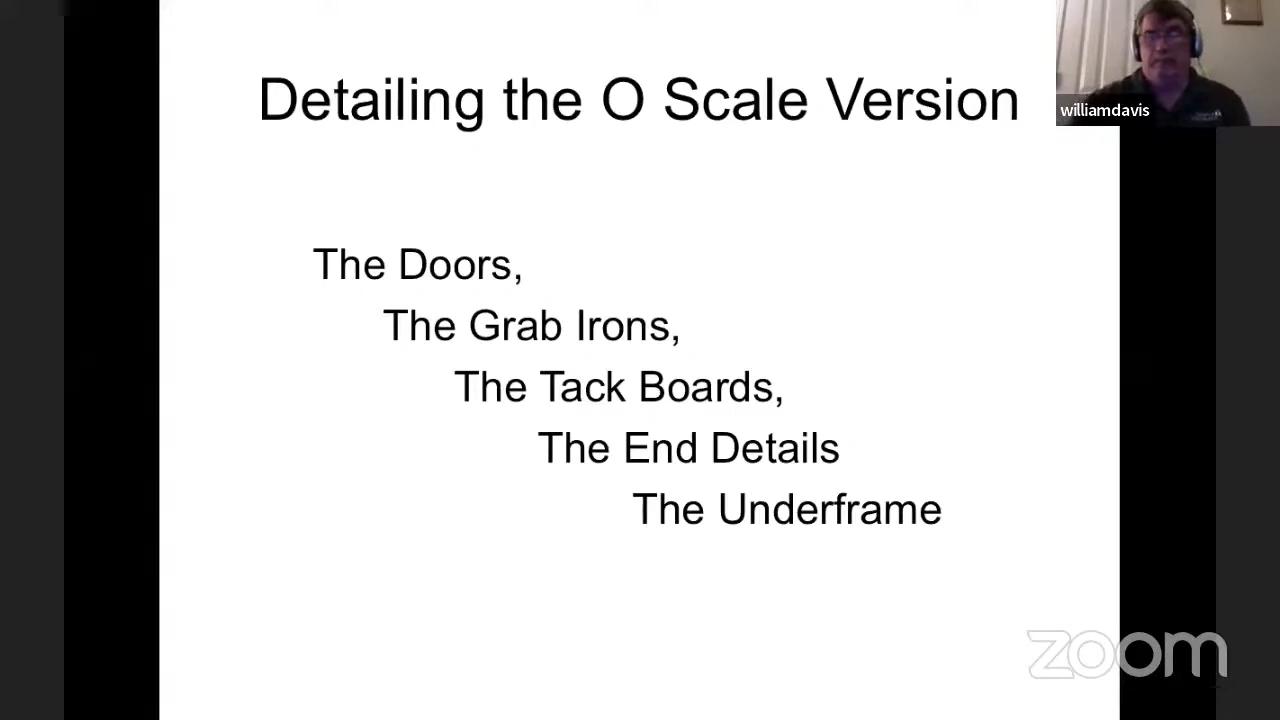 Detailing the O Scale Version
williamdavis
The Doors,
The Grab Irons,
The Tack Boards,
The End Details
The Underframe
zoom